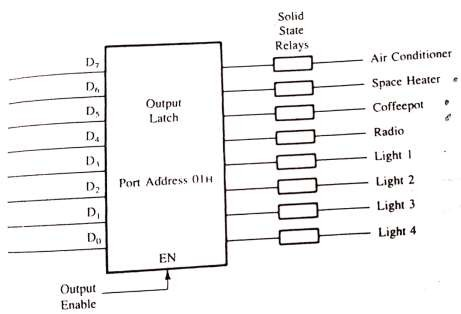 Solid
State
Relays
D7
Air Conditioner
D6
Space Heater
D5
Output
Latch
Coffeepot
D4
Radio
D3
Light 1
D2
Port Address 01H
Light 2
D1
Light 3
D0
Light 4
EN
Output
Enable